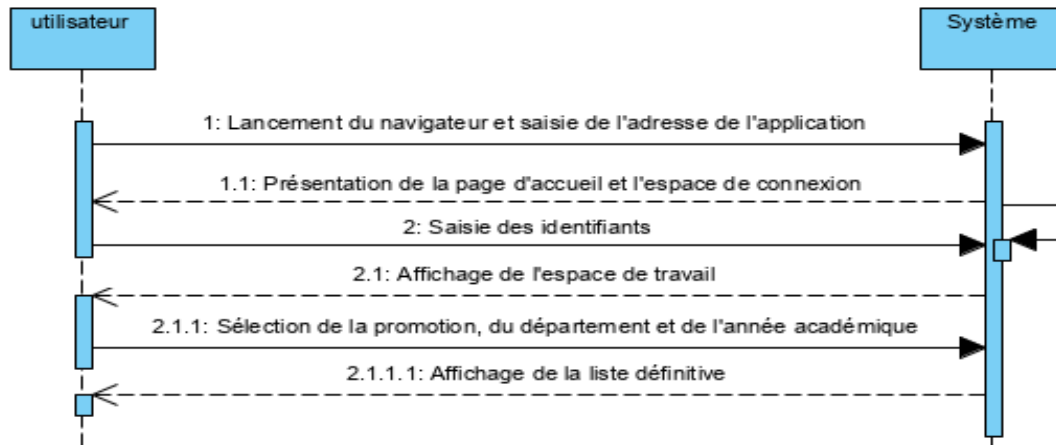 utilisateur
Système
1: Lancement du navigateur et saisie de l'adresse de l'application
1.1: Présentation de la page d'accueil et l'espace de connexion
2: Saisie des identifiants
2.1: Affichage de l'espace de travail
2.1.1: Sélection de la promotion, du département et de l'année académique
2.1.1.1: Affichage de la liste définitive